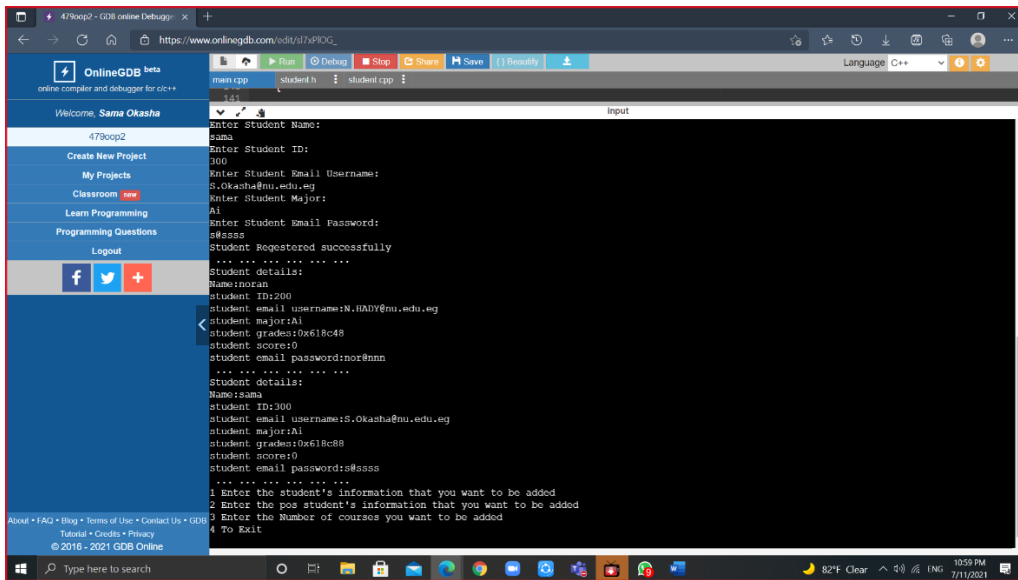 479oop2 - GDB online Debugge
https://www.onlinegdb.com/edit/sl7xPlOG_
OnlineGDB beta
online compiler and debugger for c/c++
Welcome, Sama Okasha
479oop2
Create New Project
My Projects
Classroom new
Learn Programming
Programming Questions
Logout
About • FAQ • Blog • Terms of Use • Contact Us • GDB
Tutorial • Credits • Privacy
© 2016 - 2021 GDB Online
Run Debug Stop Share Save { } Beautify
Language C++
main.cpp student.h student.cpp
141
input
Enter Student Name:
sama
Enter Student ID:
300
Enter Student Email Username:
S.Okasha@nu.edu.eg
Enter Student Major:
Ai
Enter Student Email Password:
s@ssss
Student Regestered successfully
... ... ... ... ... ...
Student details:
Name:noran
student ID:200
student email username:N.HADY@nu.edu.eg
student major:Ai
student grades:0x618c48
student score:0
student email password:nor@nnn
... ... ... ... ... ...
Student details:
Name:sama
student ID:300
student email username:S.Okasha@nu.edu.eg
student major:Ai
student grades:0x618c88
student score:0
student email password:s@ssss
... ... ... ... ... ...
1 Enter the student's information that you want to be added
2 Enter the pos student's information that you want to be added
3 Enter the Number of courses you want to be added
4 To Exit
Type here to search
82°F Clear
ENG
10:59 PM
7/11/2021